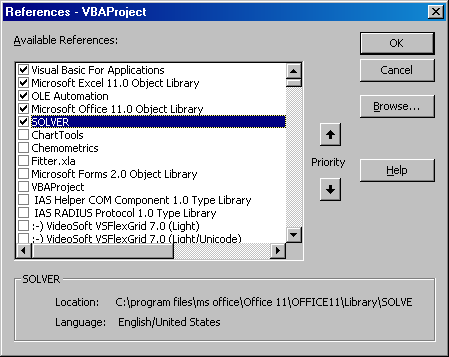 References - VBAProject
Available References:
Visual Basic For Applications
Microsoft Excel 11.0 Object Library
OLE Automation
Microsoft Office 11.0 Object Library
SOLVER
ChartTools
Chemometrics
Fitter.xla
Microsoft Forms 2.0 Object Library
VBAProject
IAS Helper COM Component 1.0 Type Library
IAS RADIUS Protocol 1.0 Type Library
:-) VideoSoft VSFlexGrid 7.0 (Light)
:-) VideoSoft VSFlexGrid 7.0 (Light/Unicode)
OK
Cancel
Browse...
Priority
Help
SOLVER
Location: C:\program files\ms office\Office 11\OFFICE11\Library\SOLVE
Language: English/United States